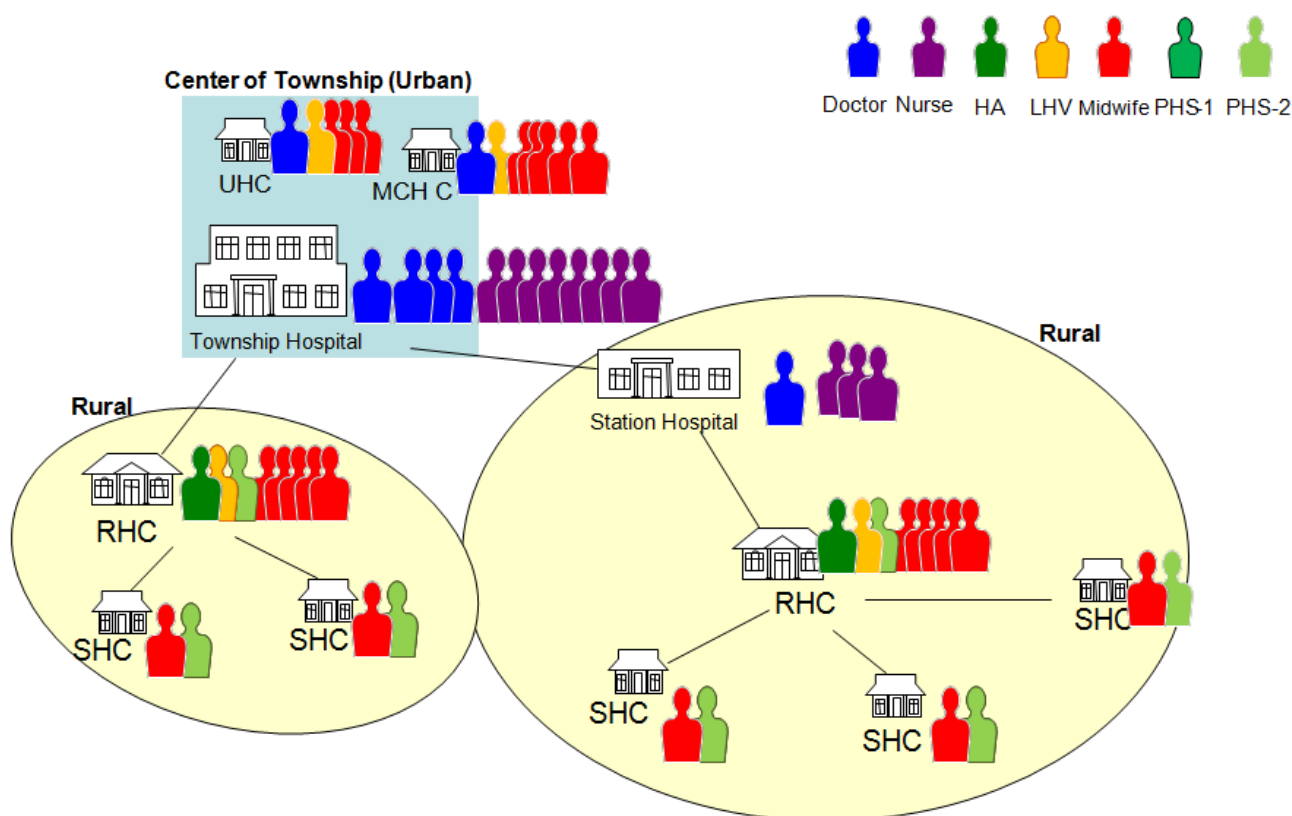 Doctor Nurse HA LHV Midwife PHS-1 PHS-2
Center of Township (Urban)
UHC
MCH C
Township Hospital
Rural
Station Hospital
Rural
RHC
RHC
SHC
SHC
SHC
SHC
SHC